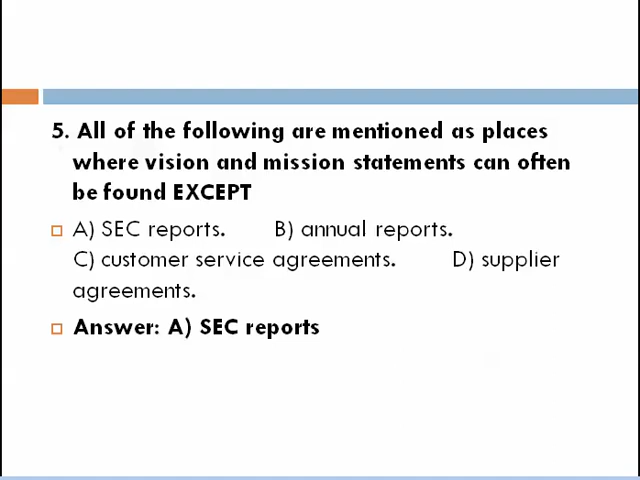 5. All of the following are mentioned as places
where vision and mission statements can often
be found EXCEPT
A) SEC reports. B) annual reports.
C) customer service agreements. D) supplier
agreements.
Answer: A) SEC reports